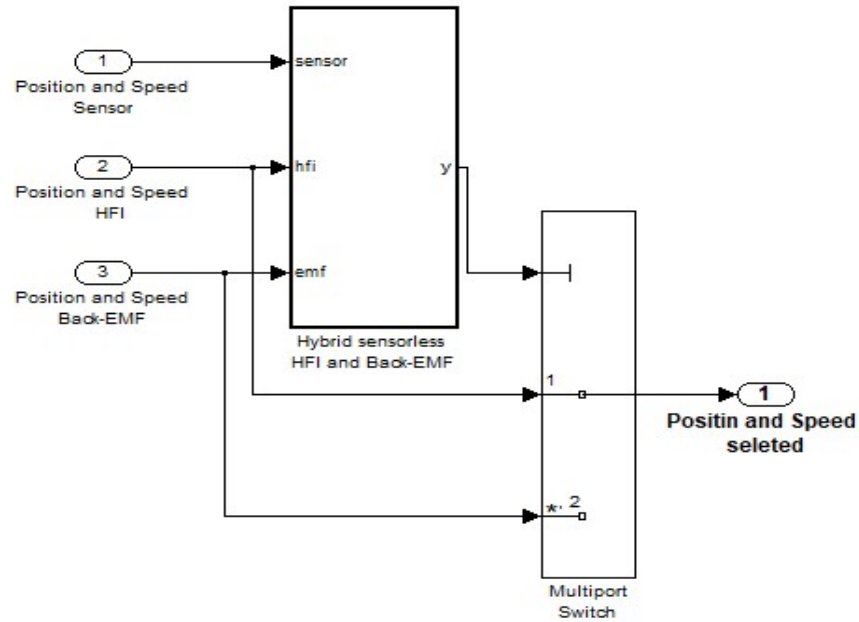 1
Position and Speed
Sensor
2
Position and Speed
HFI
3
Position and Speed
Back-EMF
sensor
hfi
emf
y
Hybrid sensorless
HFI and Back-EMF
1
*, 2
Multiport
Switch
1
Positin and Speed
seleted